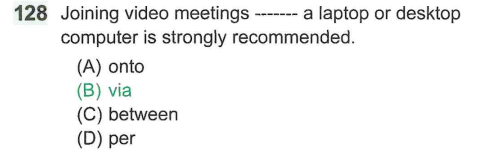 128 Joining video meetings ------- a laptop or desktop
computer is strongly recommended.
(A) onto
(B) via
(C) between
(D) per